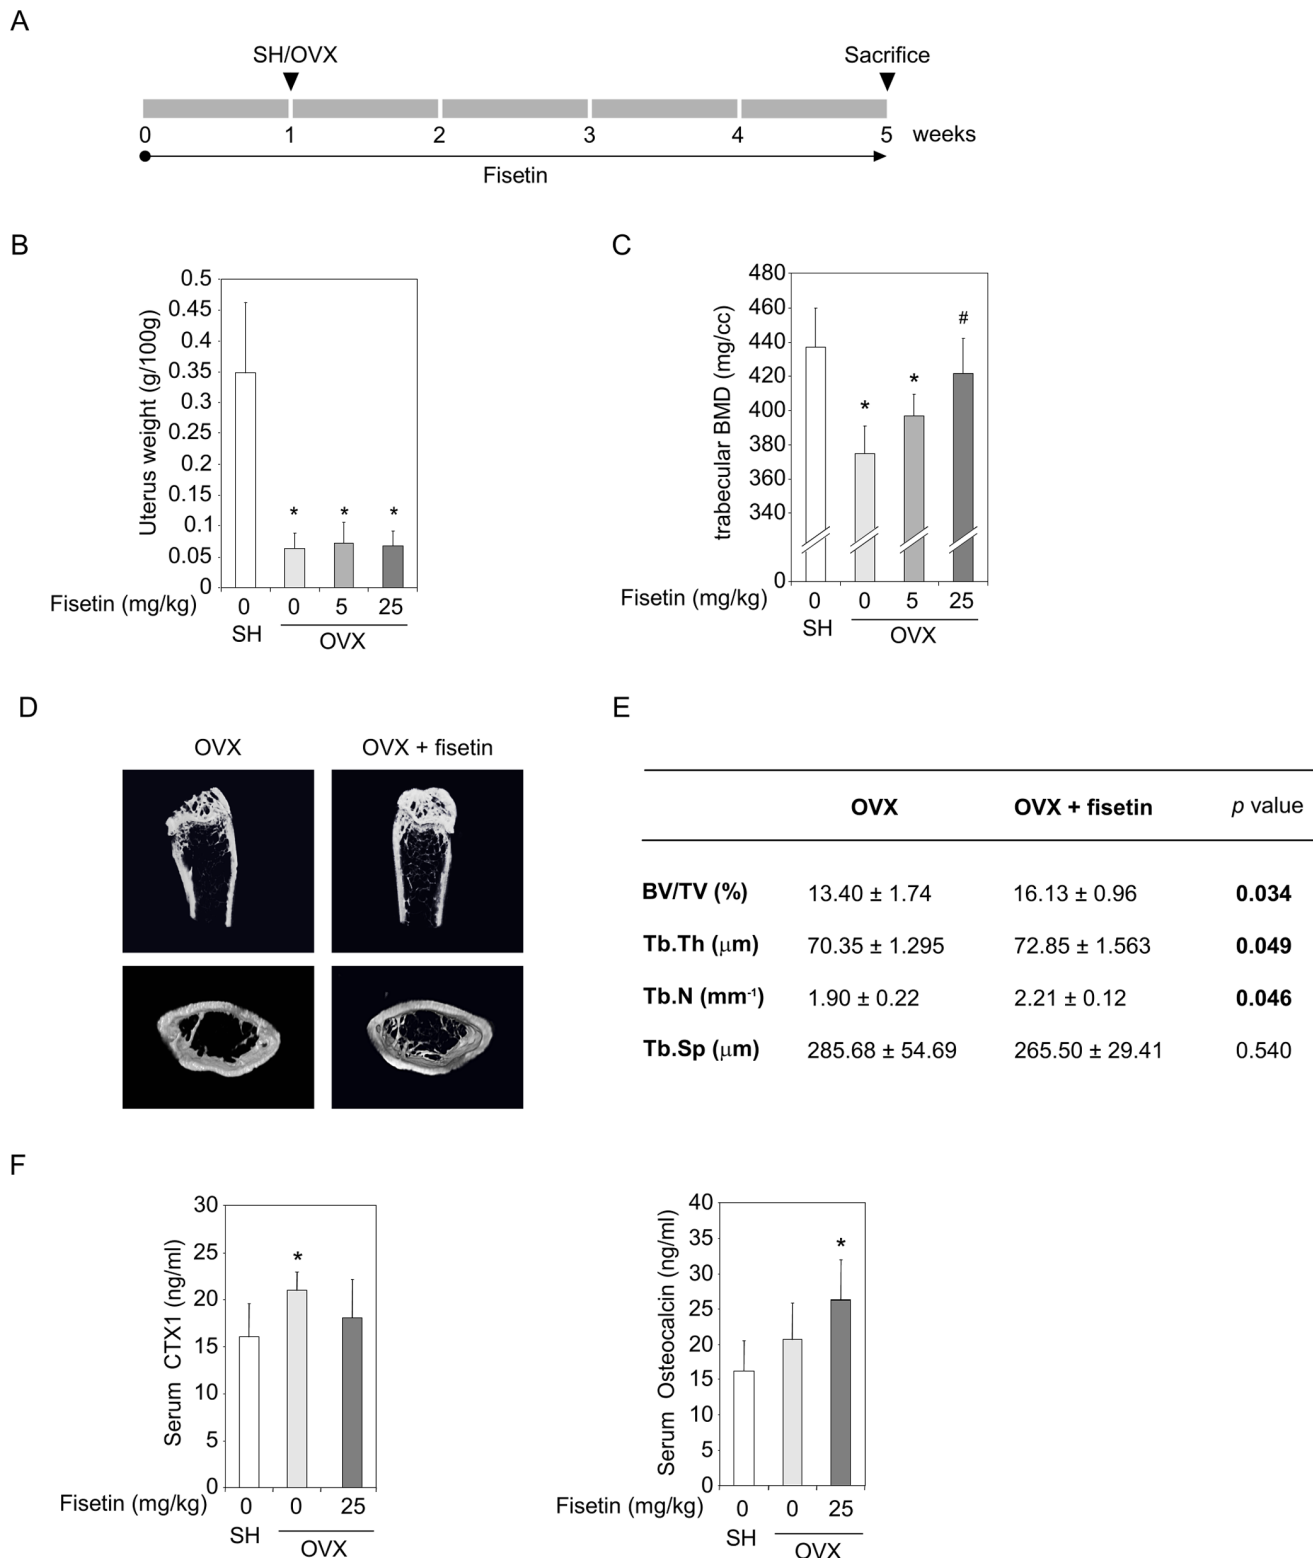 A
SH/OVX Sacrifice
0 1 2 3 4 5 weeks
Fisetin
B
Uterus weight (g/100g)
0.5
0.45
0.4
0.35
0.3
0.25
0.2
0.15
0.1
0.05
0
* * *
Fisetin (mg/kg) 0 0 5 25
SH OVX
C
trabecular BMD (mg/cc)
480
460
440
420
400
380
360
340
0
* * #
Fisetin (mg/kg) 0 0 5 25
SH OVX
D
OVX OVX + fisetin
E
OVX OVX + fisetin p value
BV/TV (%) 13.40 ± 1.74 16.13 ± 0.96 0.034
Tb.Th (μm) 70.35 ± 1.295 72.85 ± 1.563 0.049
Tb.N (mm⁻¹) 1.90 ± 0.22 2.21 ± 0.12 0.046
Tb.Sp (μm) 285.68 ± 54.69 265.50 ± 29.41 0.540
F
Serum CTX1 (ng/ml)
30
25
20
15
10
5
0
*
Fisetin (mg/kg) 0 0 25
SH OVX
Serum Osteocalcin (ng/ml)
40
35
30
25
20
15
10
5
0
*
Fisetin (mg/kg) 0 0 25
SH OVX